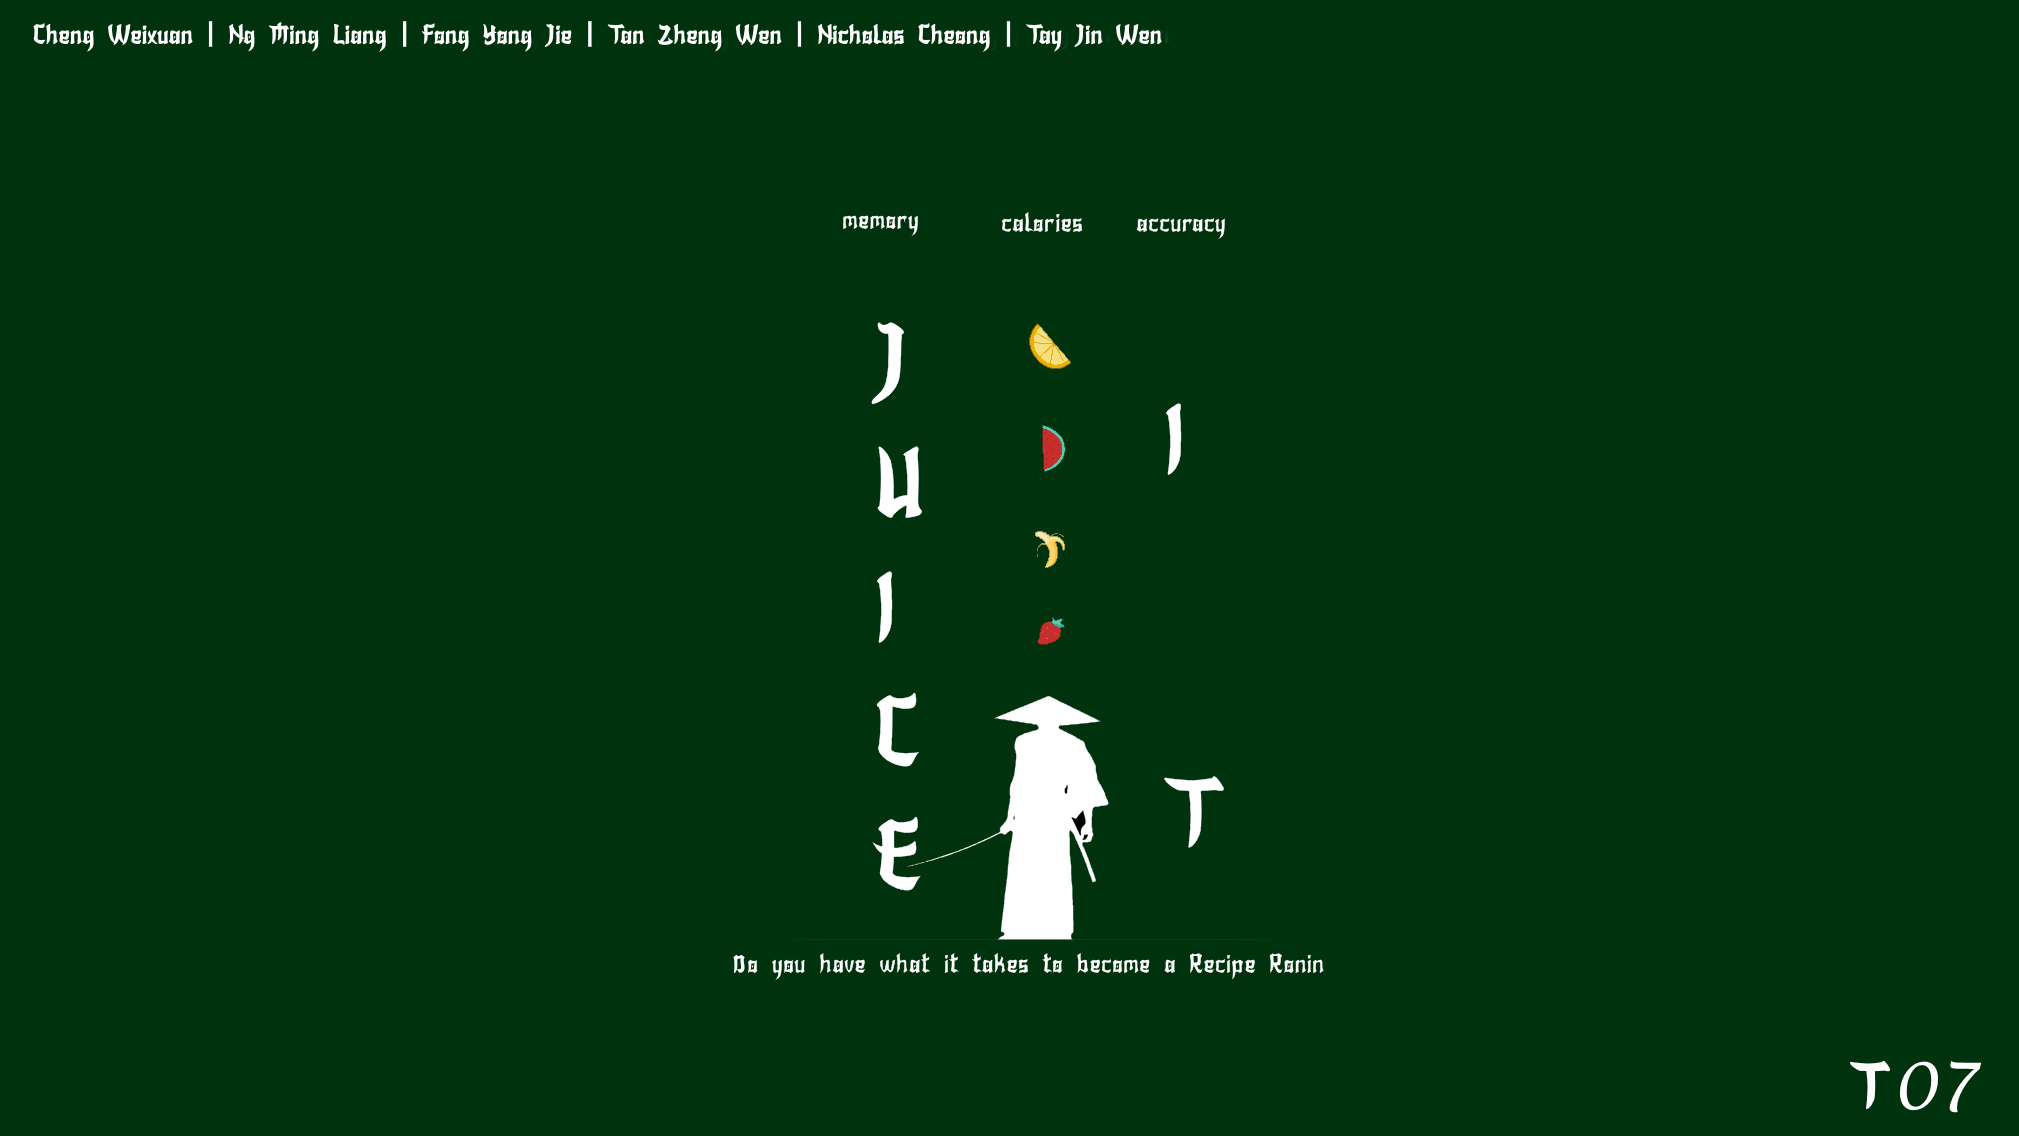 Cheng Weixuan | Ng Ming Liang | Fong Yong Jie | Tan Zheng Wen | Nicholas Cheong | Tay Jin Wen
memory calories accuracy
J
U
I
C
E
I
T
Do you have what it takes to become a Recipe Ronin
T07